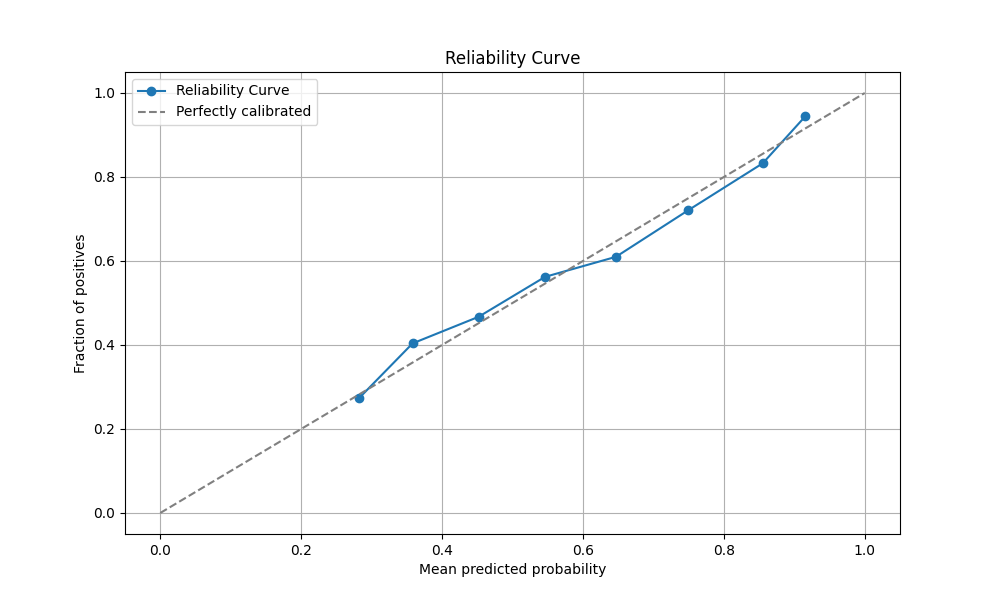 Reliability Curve
Reliability Curve
Perfectly calibrated
1.0
0.8
0.6
0.4
0.2
0.0
Fraction of positives
0.0 0.2 0.4 0.6 0.8 1.0
Mean predicted probability